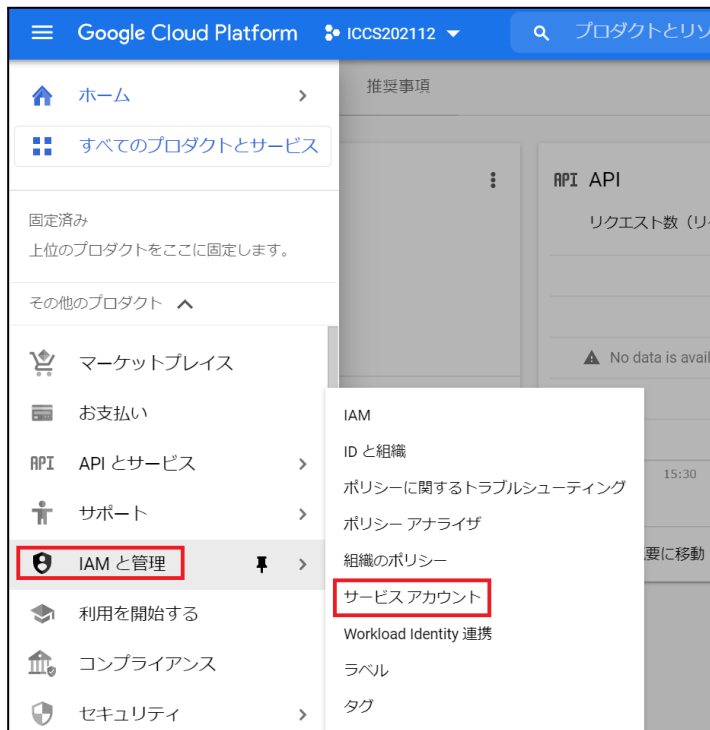 Google Cloud Platform ICCS202112 プロダクトとリソ
ホーム
推奨事項
すべてのプロダクトとサービス
API API
固定済み
リクエスト数（リ
上位のプロダクトをここに固定します。
その他のプロダクト
マーケットプレイス
No data is avail
お支払い
API API とサービス
サポート
IAM と管理
利用を開始する
コンプライアンス
セキュリティ
IAM
ID と組織
ポリシーに関するトラブルシューティング
ポリシー アナライザ
組織のポリシー
サービス アカウント
Workload Identity 連携
ラベル
タグ
15:30
要に移動